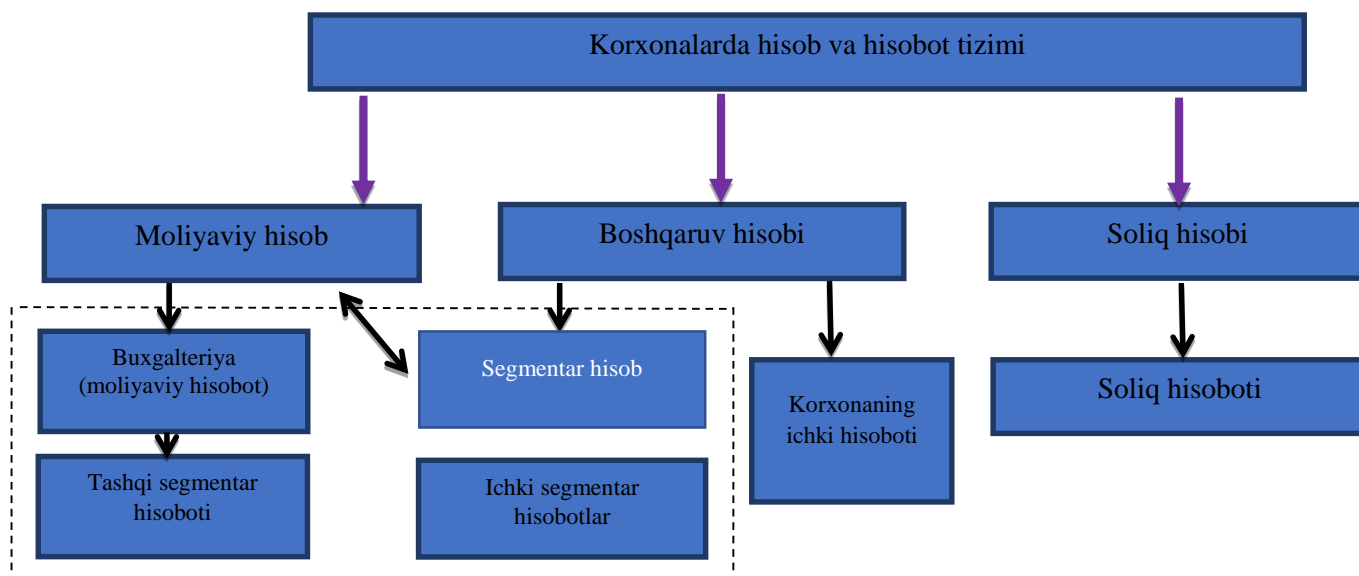 Korxonalarda hisob va hisobot tizimi
Moliyaviy hisob
Boshqaruv hisobi
Soliq hisobi
Buxgalteriya
(moliyaviy hisobot)
Segmentar hisob
Korxonaning
ichki hisoboti
Soliq hisoboti
Tashqi segmentar
hisoboti
Ichki segmentar
hisobotlar